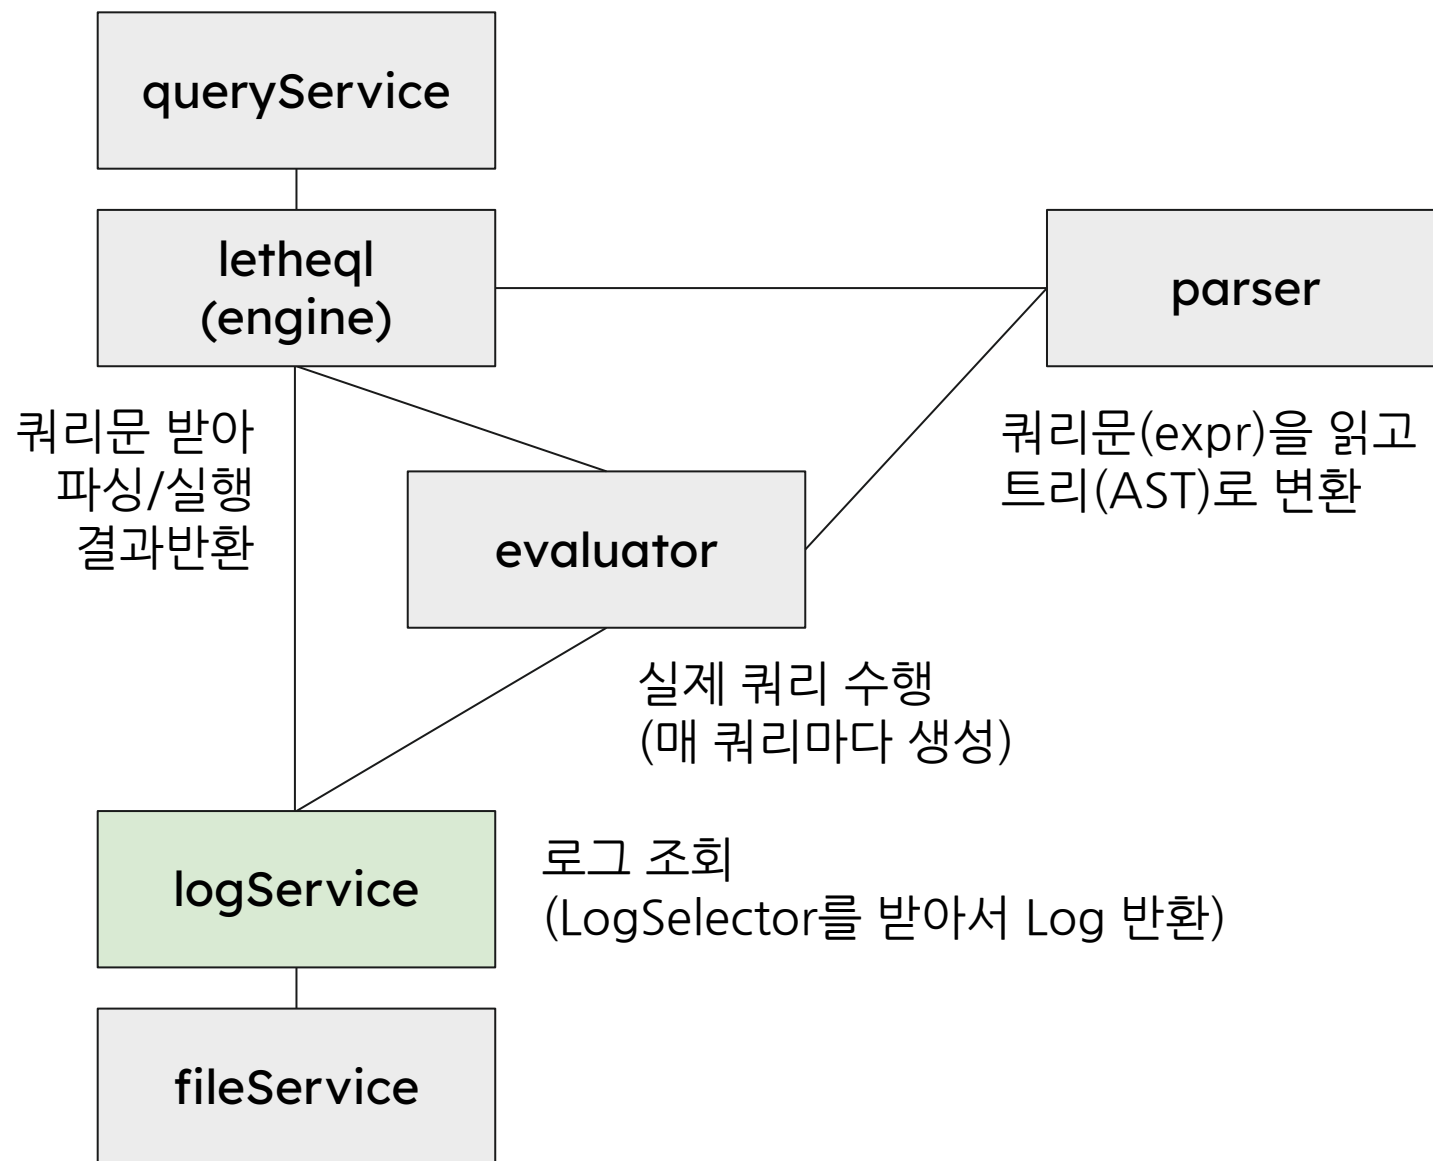 queryService
letheql
(engine)
parser
쿼리문 받아
파싱/실행
결과반환
쿼리문(expr)을 읽고
트리(AST)로 변환
evaluator
실제 쿼리 수행
(매 쿼리마다 생성)
logService
로그 조회
(LogSelector를 받아서 Log 반환)
fileService